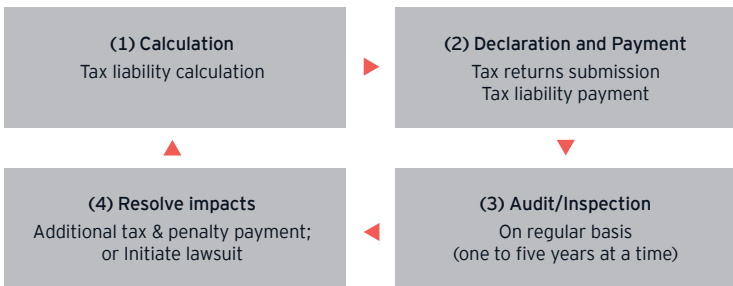 (1) Calculation
Tax liability calculation
(2) Declaration and Payment
Tax returns submission
Tax liability payment
(3) Audit/Inspection
On regular basis
(one to five years at a time)
(4) Resolve impacts
Additional tax & penalty payment;
or Initiate lawsuit